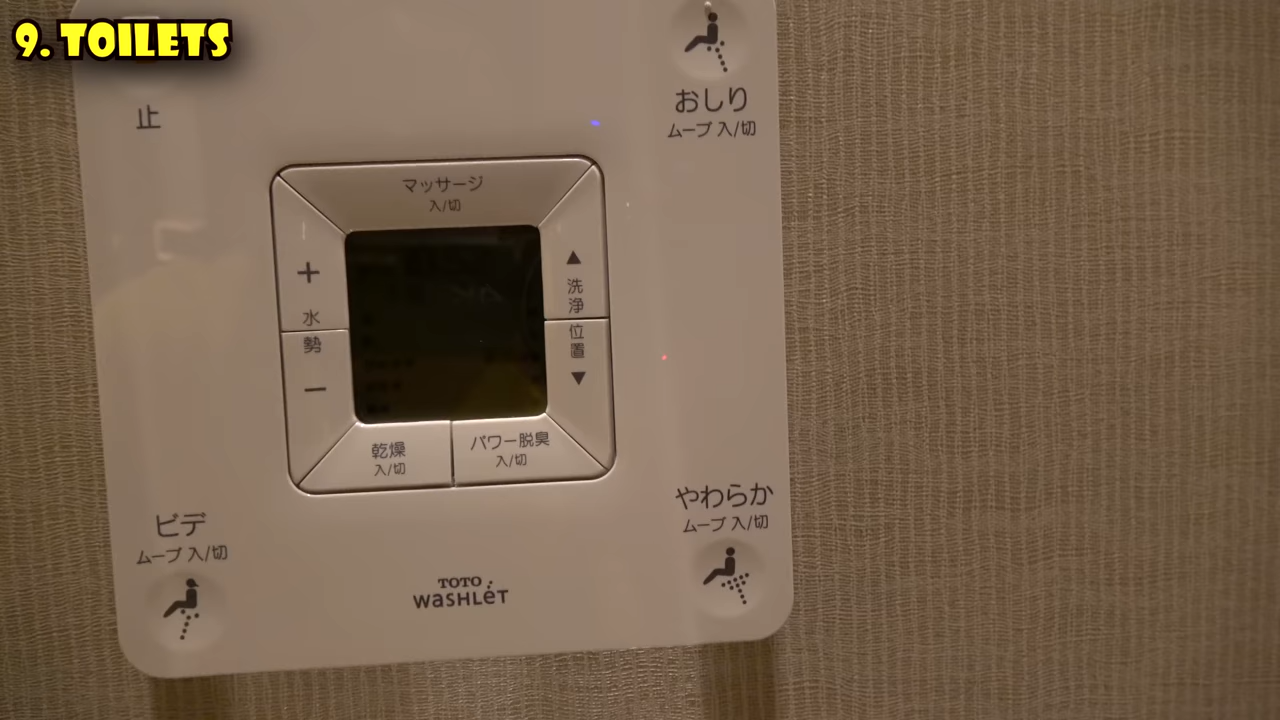 9. TOILETS
止
おしり
ムーブ 入/切
マッサージ
入/切
＋
水勢
－
▲
洗浄
位置
▼
乾燥
入/切
パワー脱臭
入/切
ビデ
ムーブ 入/切
やわらか
ムーブ 入/切
TOTO
WASHLET